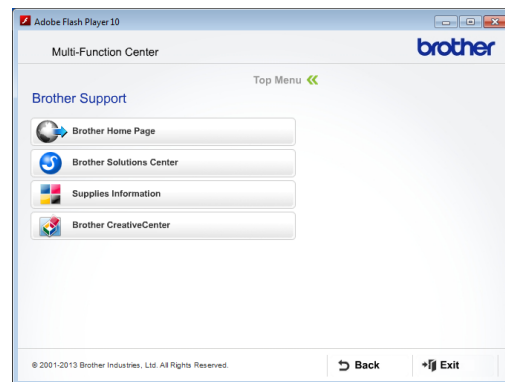 Adobe Flash Player 10
Multi-Function Center
brother
Top Menu
Brother Support
Brother Home Page
Brother Solutions Center
Supplies Information
Brother CreativeCenter
© 2001-2013 Brother Industries, Ltd. All Rights Reserved.
Back
Exit